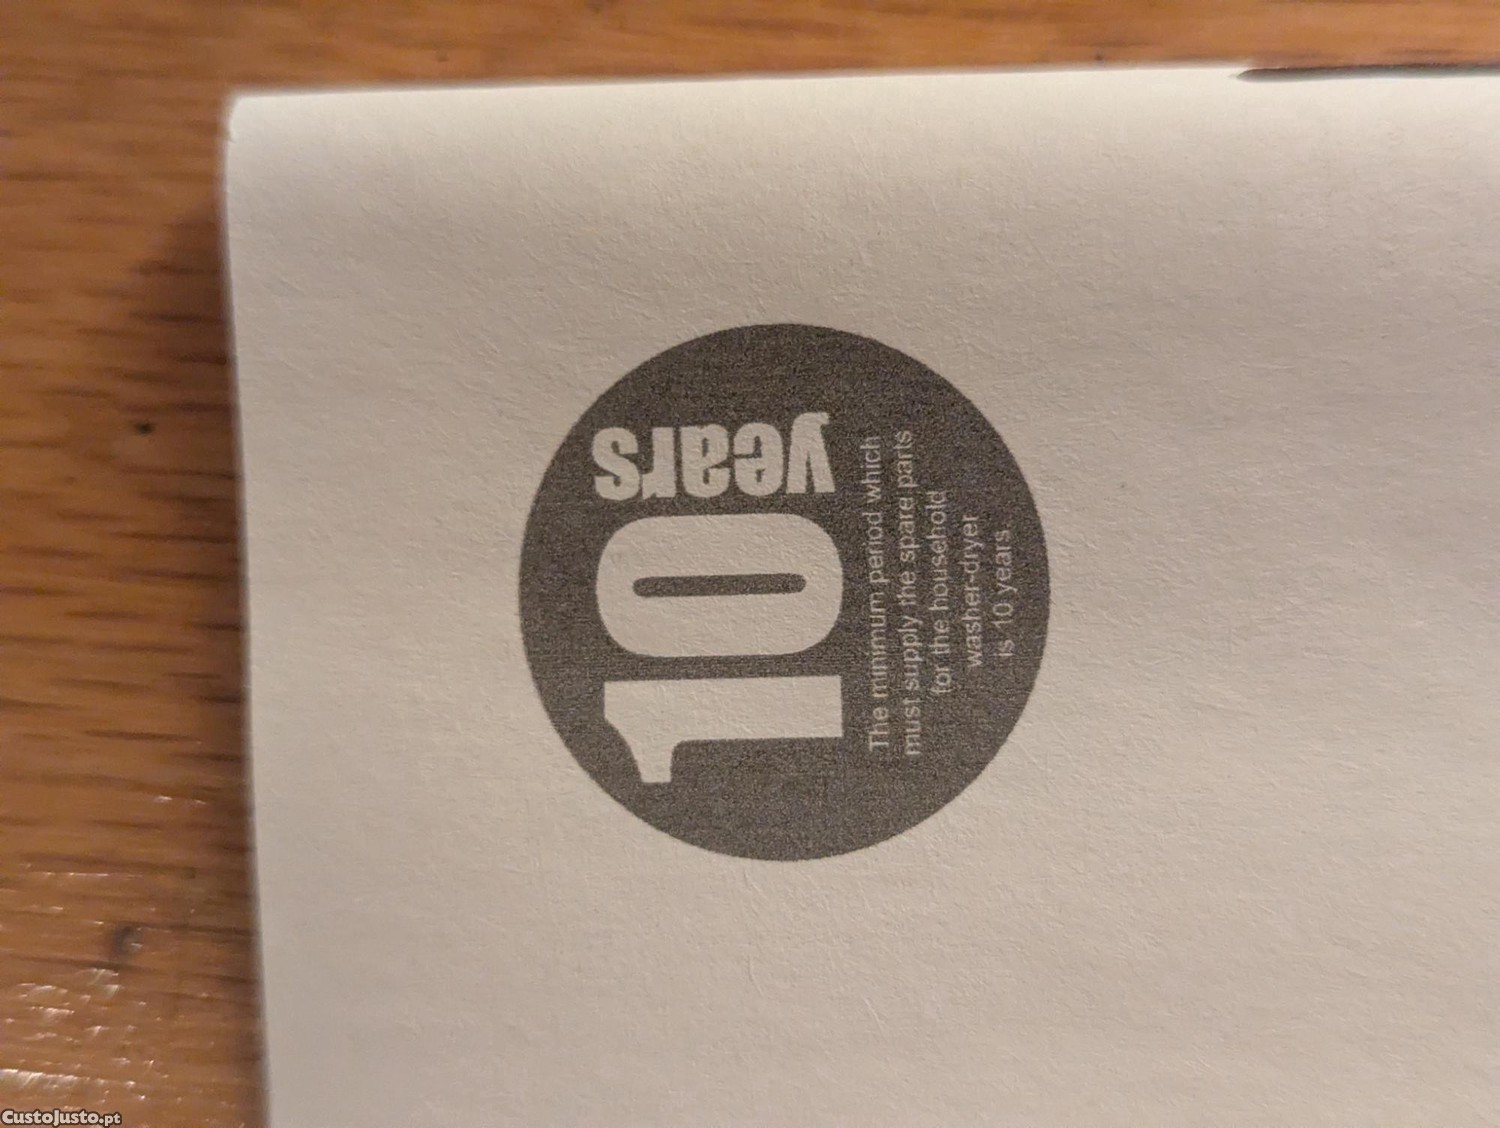 10 years
The minimum period which
must supply the spare parts
for the household
washer-dryer
is 10 years.
CustoJusto.pt